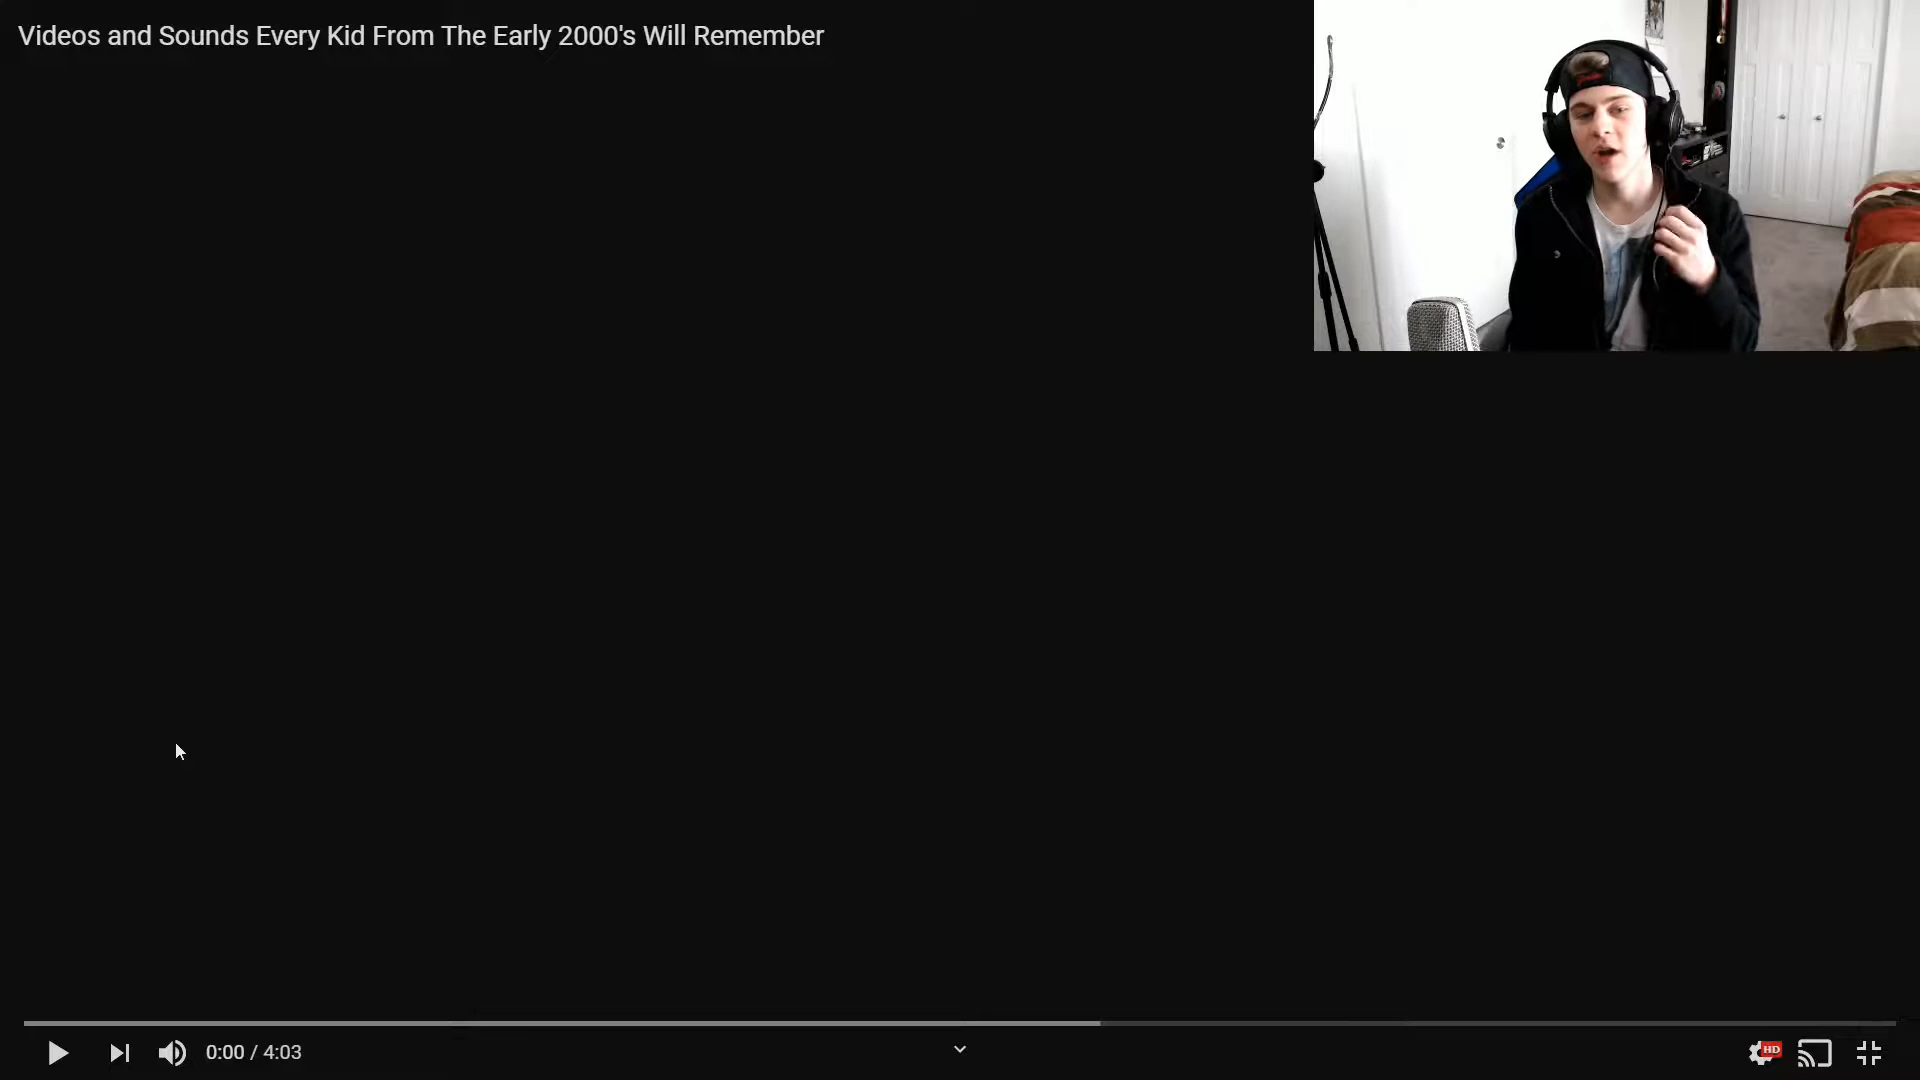 Videos and Sounds Every Kid From The Early 2000's Will Remember
0:00 / 4:03
HD